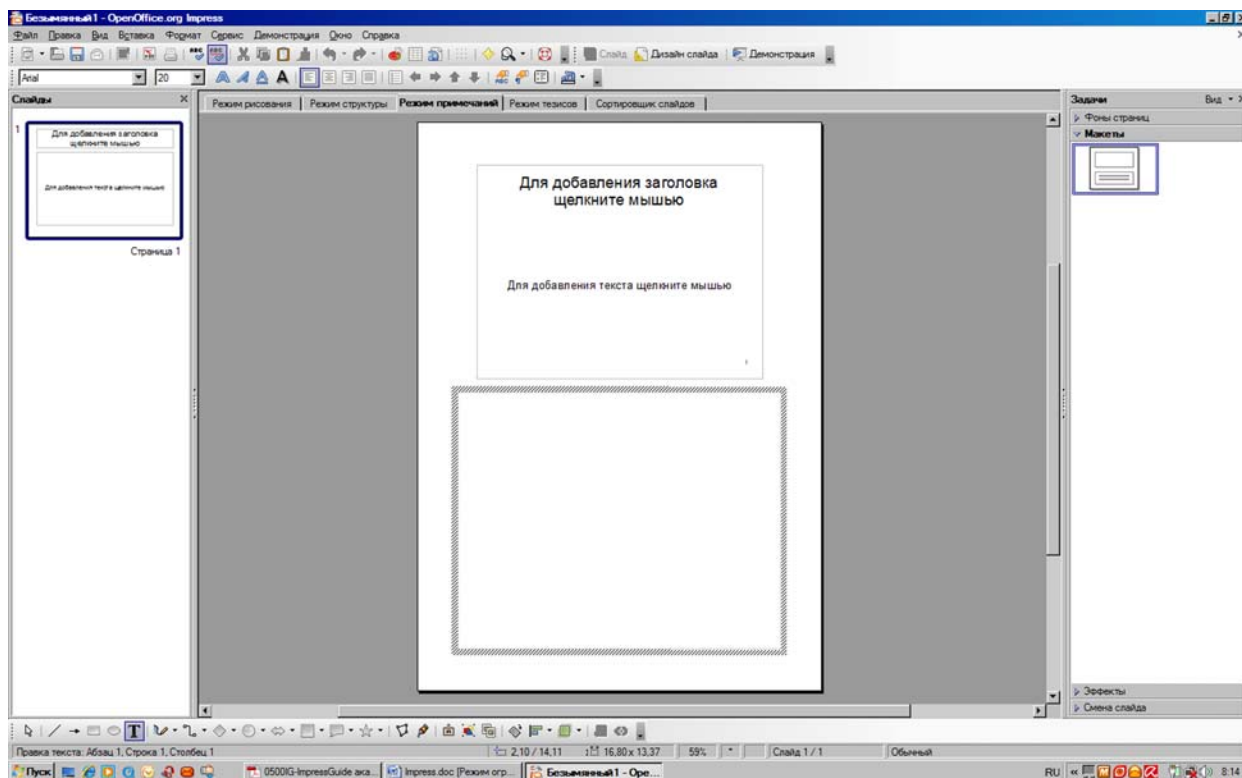 Безымянный1 - OpenOffice.org Impress
Файл Правка Вид Вставка Формат Сервис Демонстрация Окно Справка
Слайд Дизайн слайда Демонстрация
Arial 20
Слайды
Режим рисования Режим структуры Режим примечаний Режим тезисов Сортировщик слайдов
Задачи Вид
Фоны страниц
Макеты
1
Для добавления заголовка
щелкните мышью
Для добавления текста щелкните мышью
Страница 1
Для добавления заголовка
щелкните мышью
Для добавления текста щелкните мышью
Эффекты
Смена слайда
Правка текста: Абзац 1, Строка 1, Столбец 1
2,10 / 14,11
16,80 x 13,37
59%
*
Слайд 1 / 1
Обычный
Пуск
0500IG-ImpressGuide ака...
Impress.doc [Режим огр...
Безымянный1 - Ope...
RU
8:14